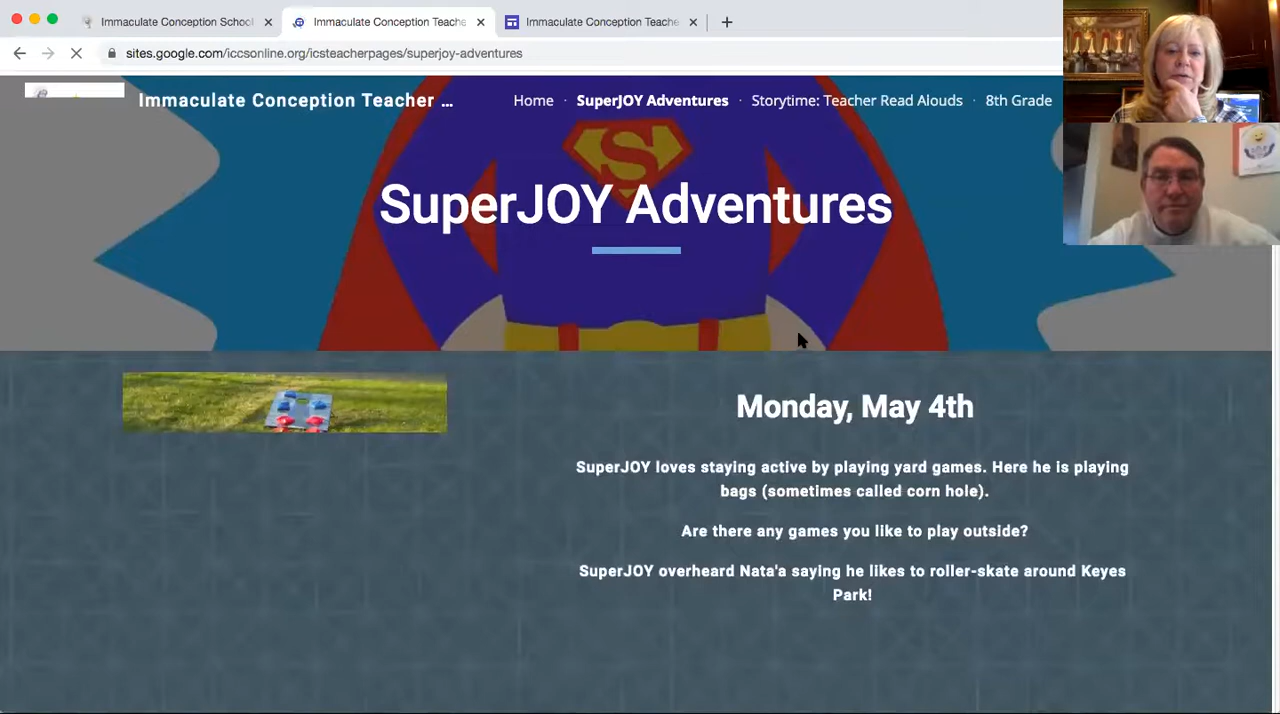 Immaculate Conception School
Immaculate Conception Teache
Immaculate Conception Teache
sites.google.com/iccsonline.org/icsteacherpages/superjoy-adventures
Immaculate Conception Teacher ...
Home · SuperJOY Adventures · Storytime: Teacher Read Alouds · 8th Grade
S
SuperJOY Adventures
Monday, May 4th
SuperJOY loves staying active by playing yard games. Here he is playing
bags (sometimes called corn hole).
Are there any games you like to play outside?
SuperJOY overheard Nata'a saying he likes to roller-skate around Keyes
Park!